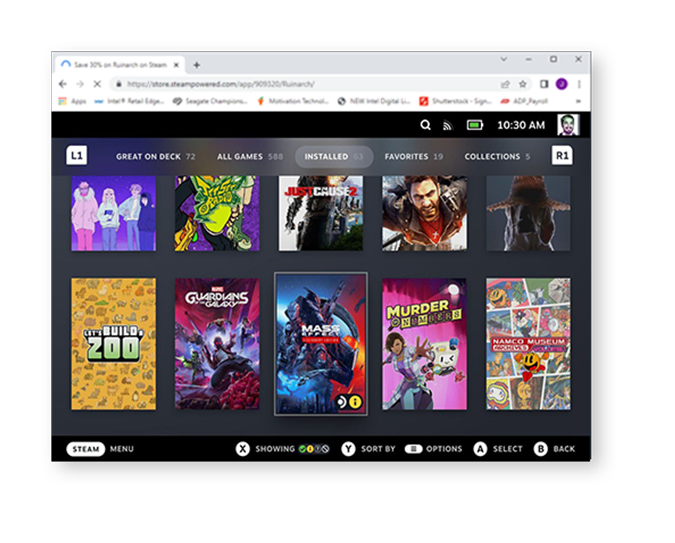 Save 30% on Ruinarch on Steam
https://store.steampowered.com/app/909320/Ruinarch/
Apps Intel® Retail Edge... Seagate Champions... Motivation Technol... NEW Intel Digital Li... Shutterstock - Sign... ADP_Payroll
10:30 AM
L1 GREAT ON DECK 72 ALL GAMES 588 INSTALLED 63 FAVORITES 19 COLLECTIONS 5 R1
JUST CAUSE 2
LET'S BUILD A ZOO
MARVEL
GUARDIANS OF THE GALAXY
MASS EFFECT
LEGENDARY EDITION
MURDER BY NUMBERS
NAMCO MUSEUM
ARCHIVES
STEAM MENU X SHOWING Y SORT BY OPTIONS A SELECT B BACK